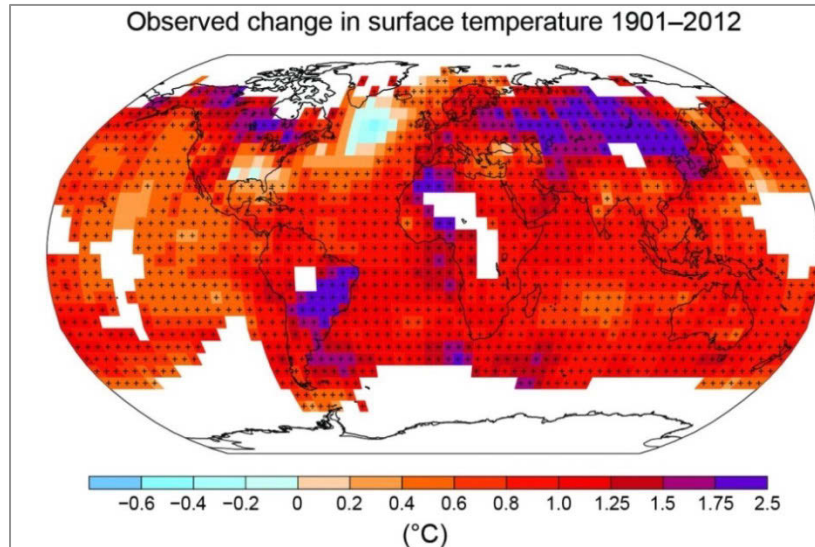 Observed change in surface temperature 1901–2012
−0.6 −0.4 −0.2 0 0.2 0.4 0.6 0.8 1.0 1.25 1.5 1.75 2.5
(°C)